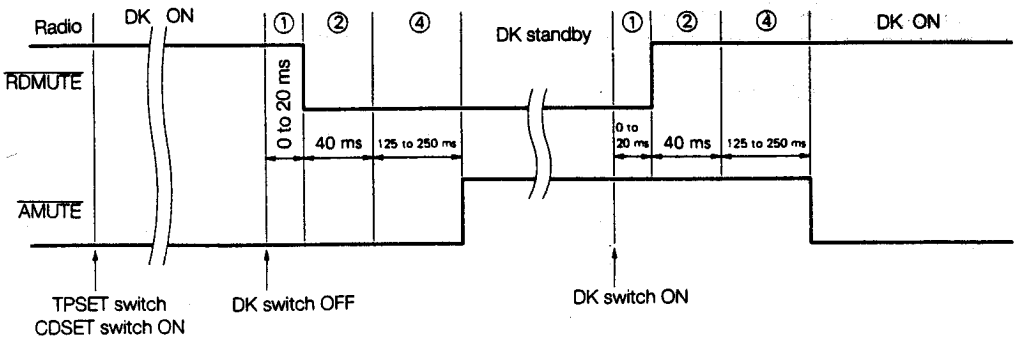 Radio DK ON ① ② ④ DK standby ① ② ④ DK ON
RDMUTE
0 to 20 ms
40 ms
125 to 250 ms
0 to
20 ms
40 ms
125 to 250 ms
AMUTE
TPSET switch
CDSET switch ON
DK switch OFF
DK switch ON